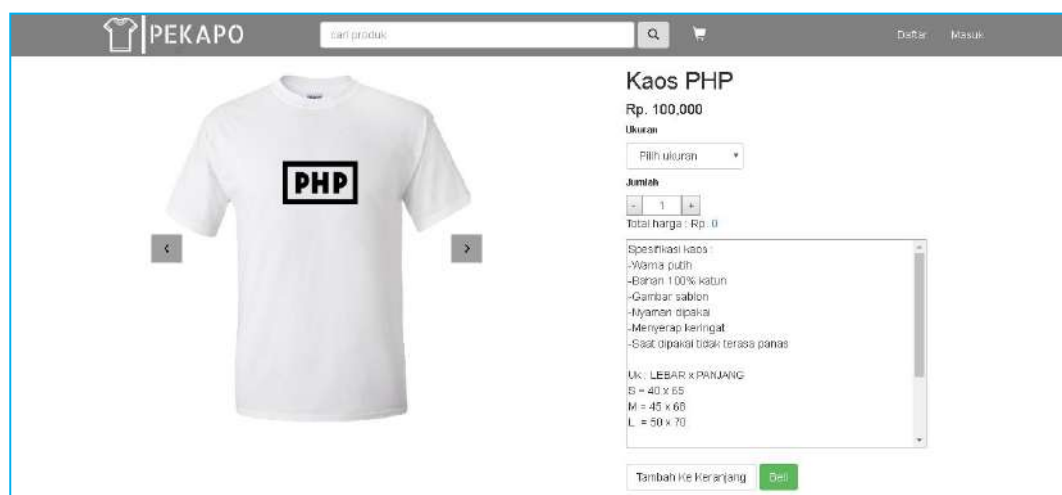 PEKAPO
cari produk
Daftar Masuk
PHP
Kaos PHP
Rp. 100,000
Ukuran
Pilih ukuran
Jumlah
- 1 +
Total harga : Rp. 0
Spesifikasi kaos :
-Warna putih
-Bahan 100% katun
-Gambar sablon
-Nyaman dipakai
-Menyerap keringat
-Saat dipakai tidak terasa panas
Uk : LEBAR x PANJANG
S = 40 x 65
M = 45 x 68
L = 50 x 70
Tambah Ke Keranjang Beli